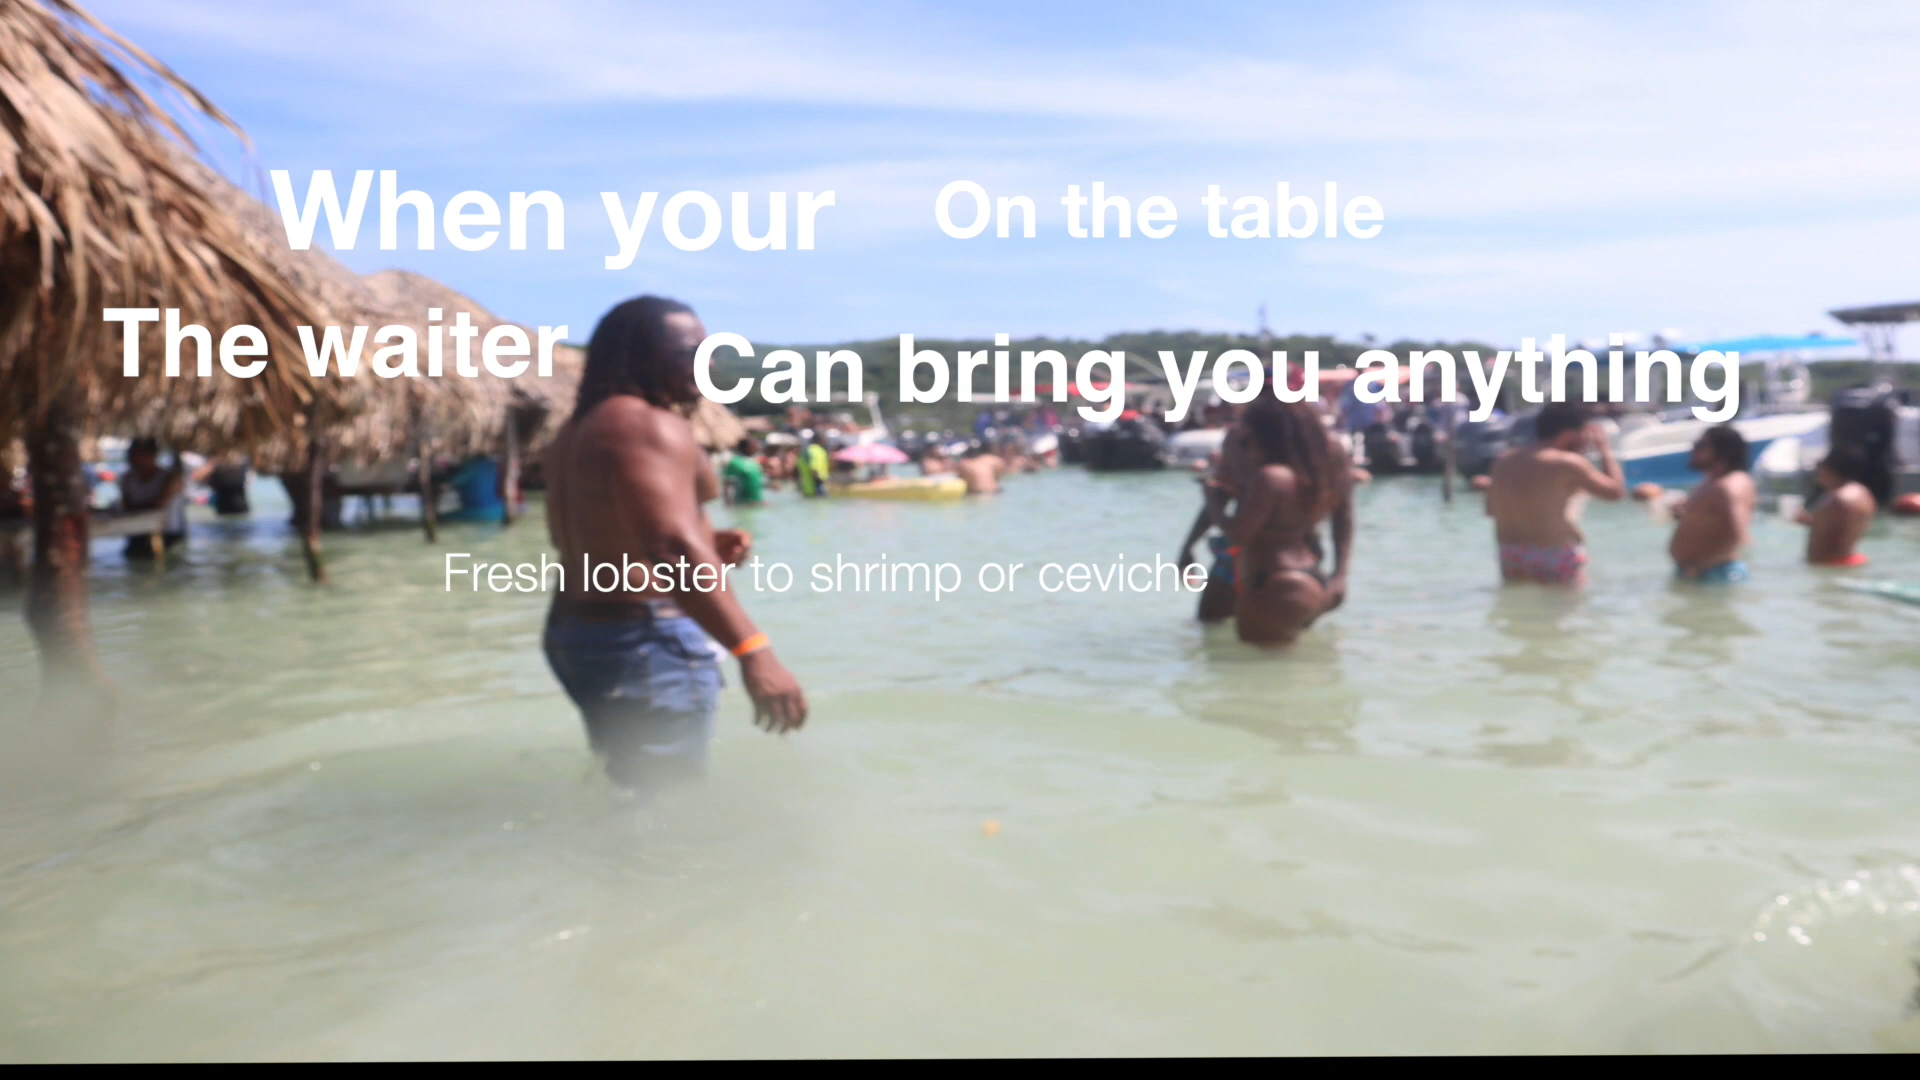 When your
On the table
The waiter
Can bring you anything
Fresh lobster to shrimp or ceviche